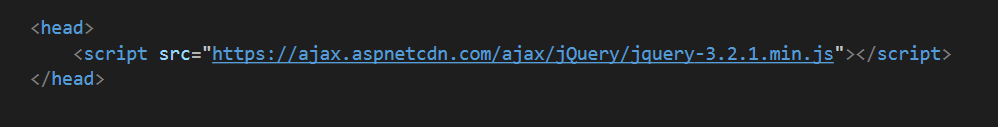 <head>
<script src="https://ajax.aspnetcdn.com/ajax/jQuery/jquery-3.2.1.min.js"></script>
</head>